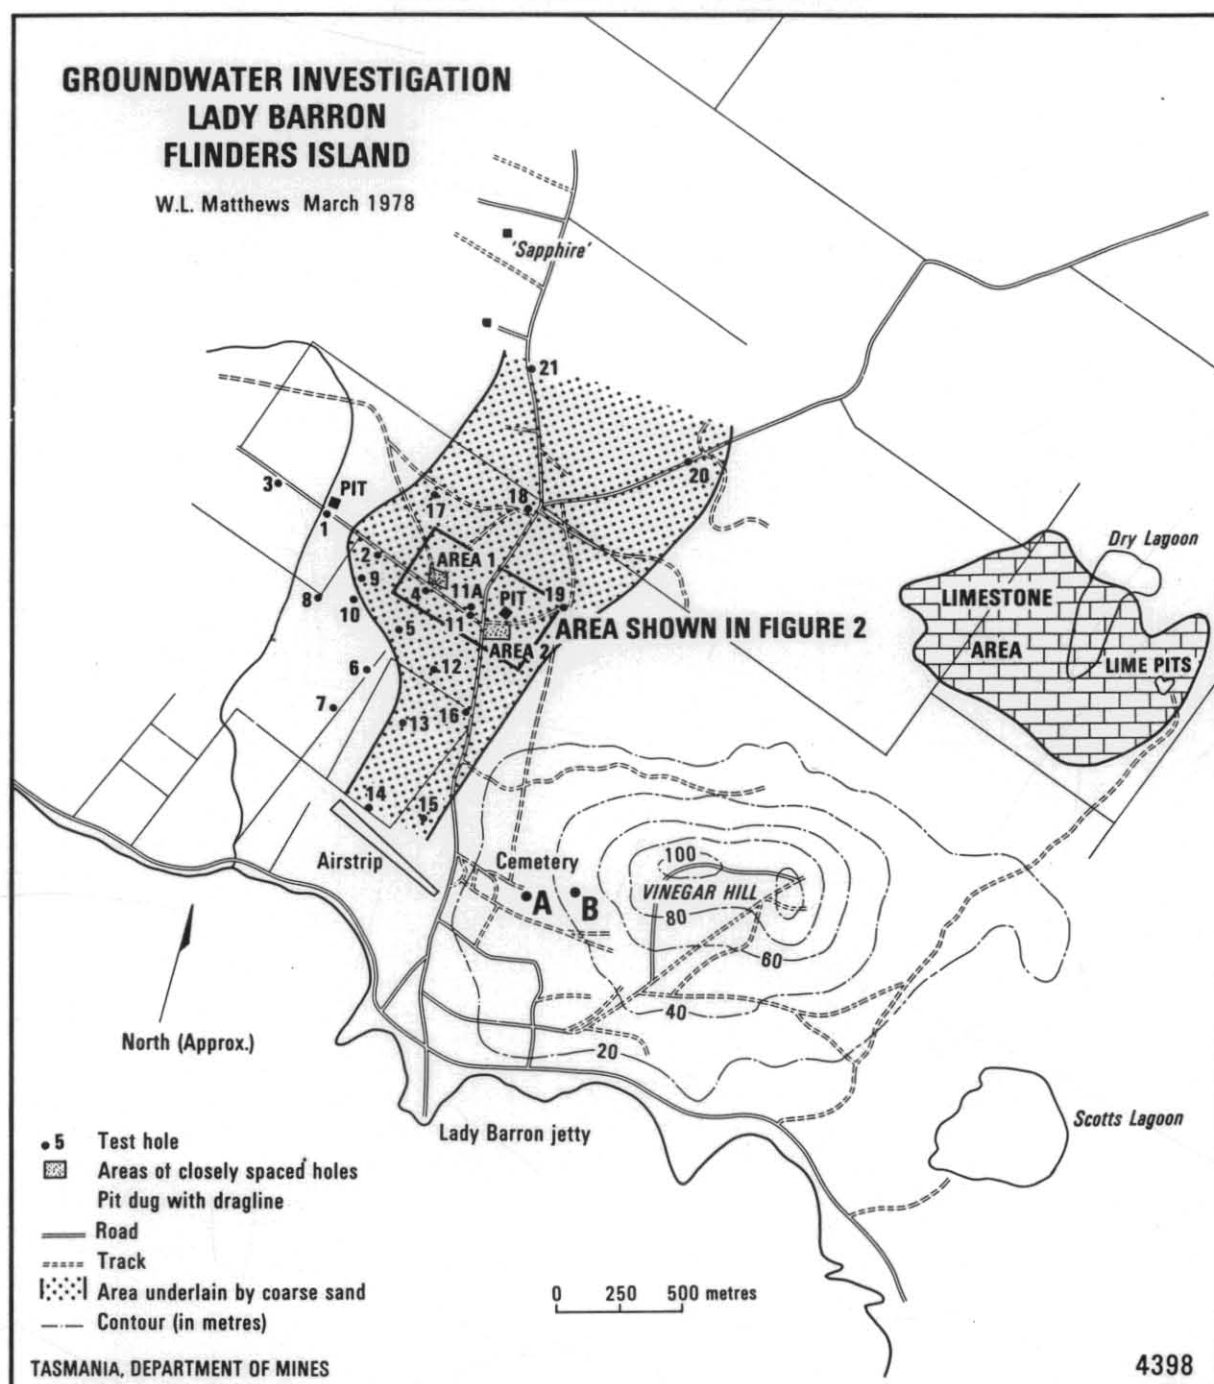 GROUNDWATER INVESTIGATION
LADY BARRON
FLINDERS ISLAND
W.L. Matthews March 1978
'Sapphire'
21
20
3
PIT
1
17
18
2
AREA 1
Dry Lagoon
9
4
11A
PIT
19
8
10
11
LIMESTONE
5
AREA 2
AREA SHOWN IN FIGURE 2
AREA
6
12
LIME PITS
7
13
16
14
15
Airstrip
Cemetery
100
A
B
VINEGAR HILL
80
60
North (Approx.)
40
20
Scotts Lagoon
Lady Barron jetty
5 Test hole
Areas of closely spaced holes
Pit dug with dragline
Road
Track
Area underlain by coarse sand
Contour (in metres)
0 250 500 metres
TASMANIA, DEPARTMENT OF MINES
4398